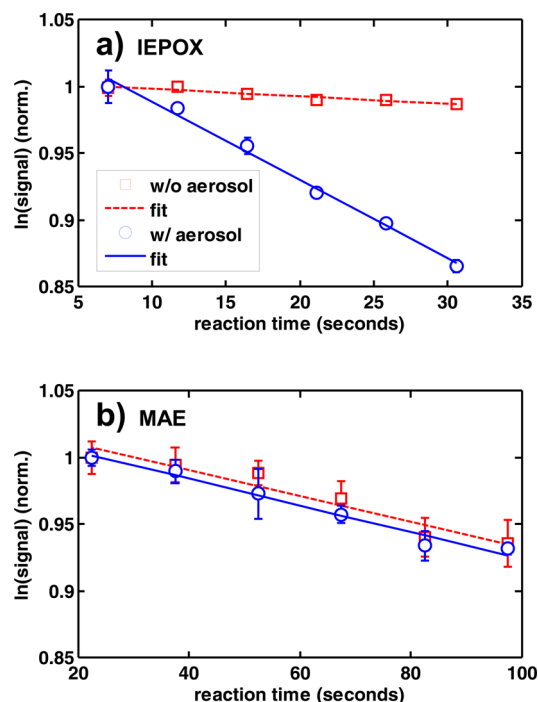 1.05
a) IEPOX
1
0.95
0.9
0.85
ln(signal) (norm.)
w/o aerosol
fit
w/ aerosol
fit
5 10 15 20 25 30 35
reaction time (seconds)
1.05
b) MAE
1
0.95
0.9
0.85
ln(signal) (norm.)
20 40 60 80 100
reaction time (seconds)